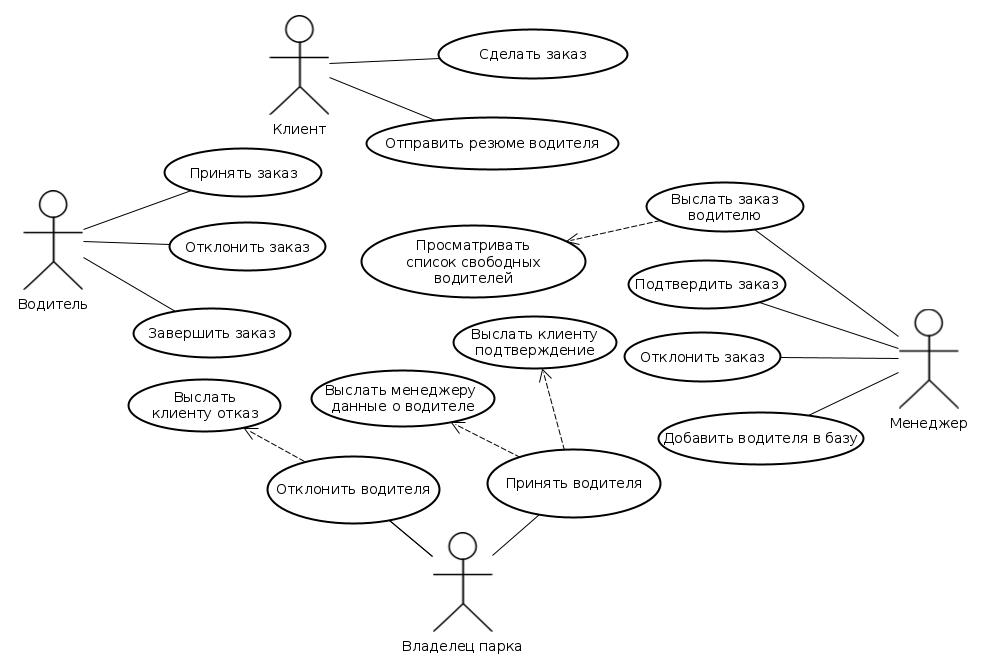 Сделать заказ
Клиент
Отправить резюме водителя
Принять заказ
Выслать заказ
водителю
Отклонить заказ
Просматривать
список свободных
водителей
Подтвердить заказ
Водитель
Завершить заказ
Выслать клиенту
подтверждение
Отклонить заказ
Выслать
клиенту отказ
Выслать менеджеру
данные о водителе
Менеджер
Добавить водителя в базу
Отклонить водителя
Принять водителя
Владелец парка